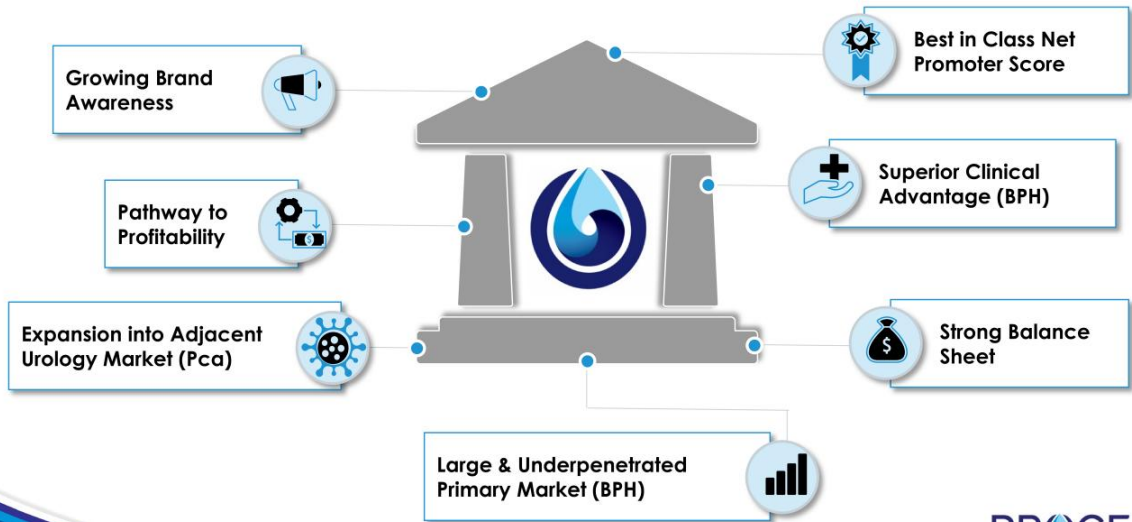 Growing Brand
Awareness
Best in Class Net
Promoter Score
Pathway to
Profitability
Superior Clinical
Advantage (BPH)
Expansion into Adjacent
Urology Market (Pca)
Strong Balance
Sheet
Large & Underpenetrated
Primary Market (BPH)